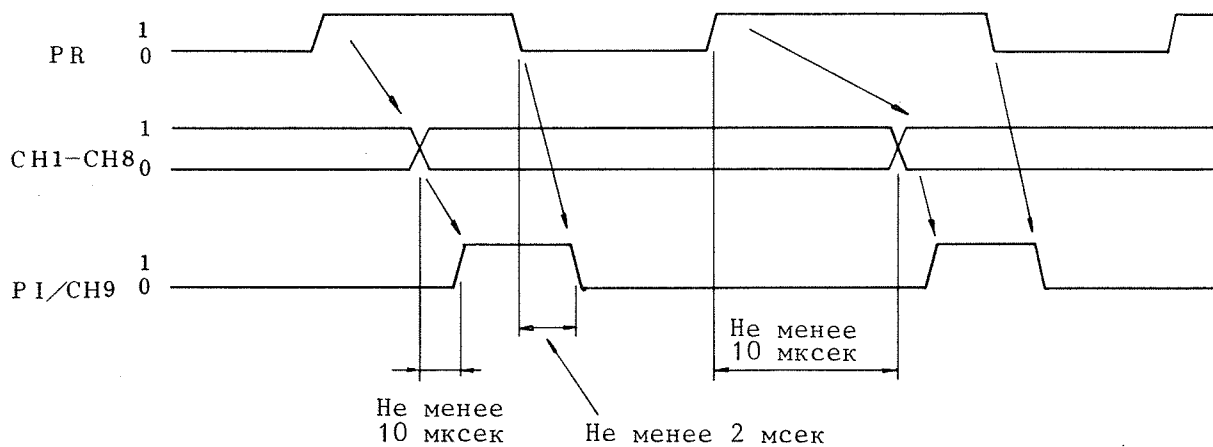 1
PR 0
1
CH1-CH8 0
1
PI/CH9 0
Не менее
10 мксек
Не менее
10 мксек
Не менее 2 мсек